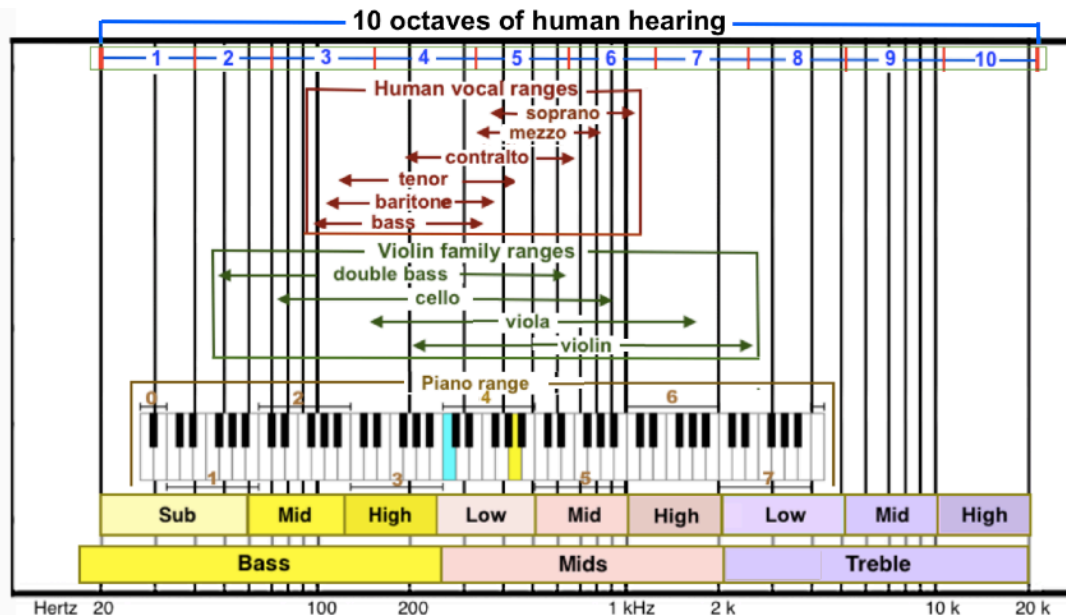 10 octaves of human hearing
1 2 3 4 5 6 7 8 9 10
Human vocal ranges
soprano
mezzo
contralto
tenor
baritone
bass
Violin family ranges
double bass
cello
viola
violin
Piano range
0 2 4 6
1 3 5 7
Sub Mid High Low Mid High Low Mid High
Bass Mids Treble
Hertz 20 100 200 1 kHz 2 k 10 k 20 k